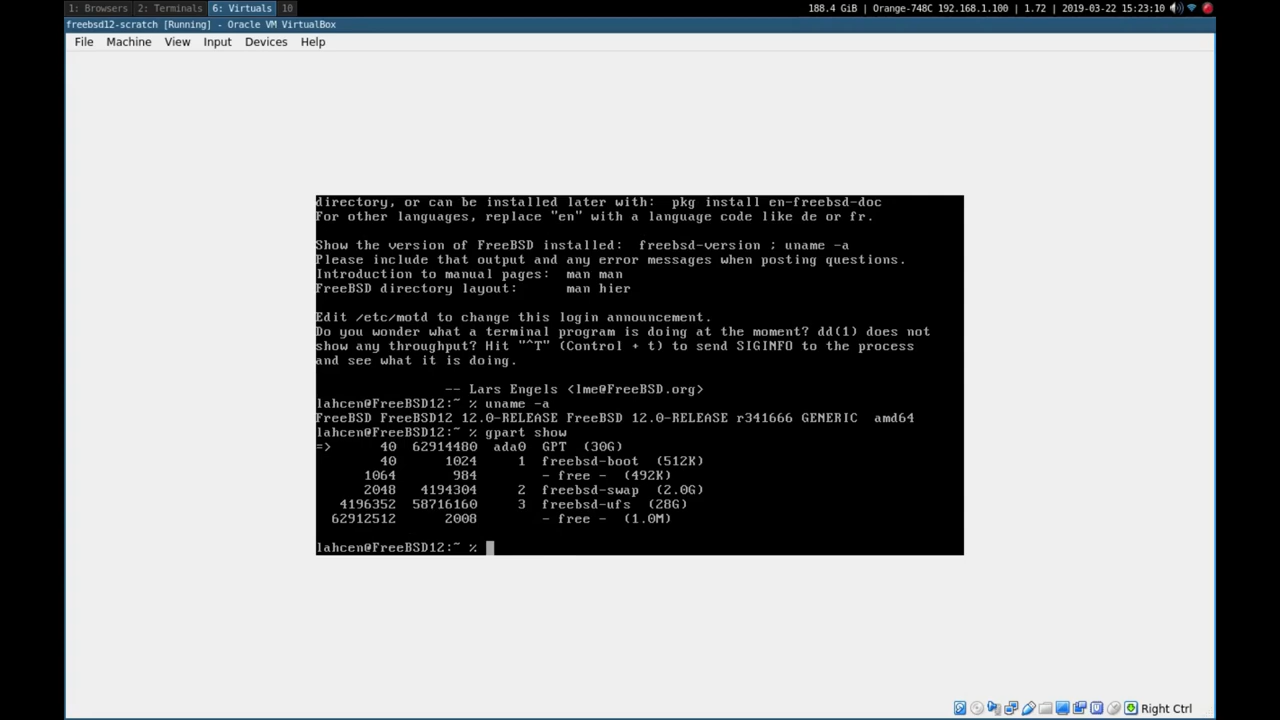 1: Browsers 2: Terminals 6: Virtuals 10 188.4 GiB | Orange-748C 192.168.1.100 | 1.72 | 2019-03-22 15:23:10
freebsd12-scratch [Running] - Oracle VM VirtualBox
File Machine View Input Devices Help
directory, or can be installed later with:  pkg install en-freebsd-doc
For other languages, replace "en" with a language code like de or fr.
Show the version of FreeBSD installed:  freebsd-version ; uname -a
Please include that output and any error messages when posting questions.
Introduction to manual pages:  man man
FreeBSD directory layout:      man hier
Edit /etc/motd to change this login announcement.
Do you wonder what a terminal program is doing at the moment? dd(1) does not
show any throughput? Hit "^T" (Control + t) to send SIGINFO to the process
and see what it is doing.
-- Lars Engels <lme@FreeBSD.org>
lahcen@FreeBSD12:~ % uname -a
FreeBSD FreeBSD12 12.0-RELEASE FreeBSD 12.0-RELEASE r341666 GENERIC  amd64
lahcen@FreeBSD12:~ % gpart show
=>      40  62914480  ada0  GPT  (30G)
        40      1024     1  freebsd-boot  (512K)
      1064       984        - free -  (492K)
      2048   4194304     2  freebsd-swap  (2.0G)
   4196352  58716160     3  freebsd-ufs  (28G)
  62912512      2008        - free -  (1.0M)
lahcen@FreeBSD12:~ %
Right Ctrl